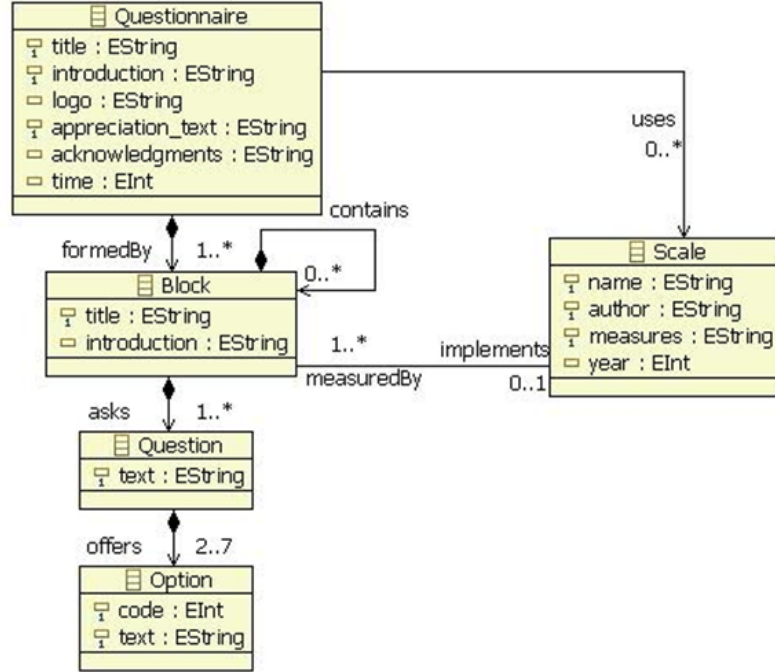 Questionnaire
title : EString
introduction : EString
logo : EString
appreciation_text : EString
acknowledgments : EString
time : EInt
uses
0..*
contains
formedBy
1..*
0..*
Block
title : EString
introduction : EString
Scale
name : EString
author : EString
measures : EString
year : EInt
1..*
implements
measuredBy
0..1
asks
1..*
Question
text : EString
offers
2..7
Option
code : EInt
text : EString